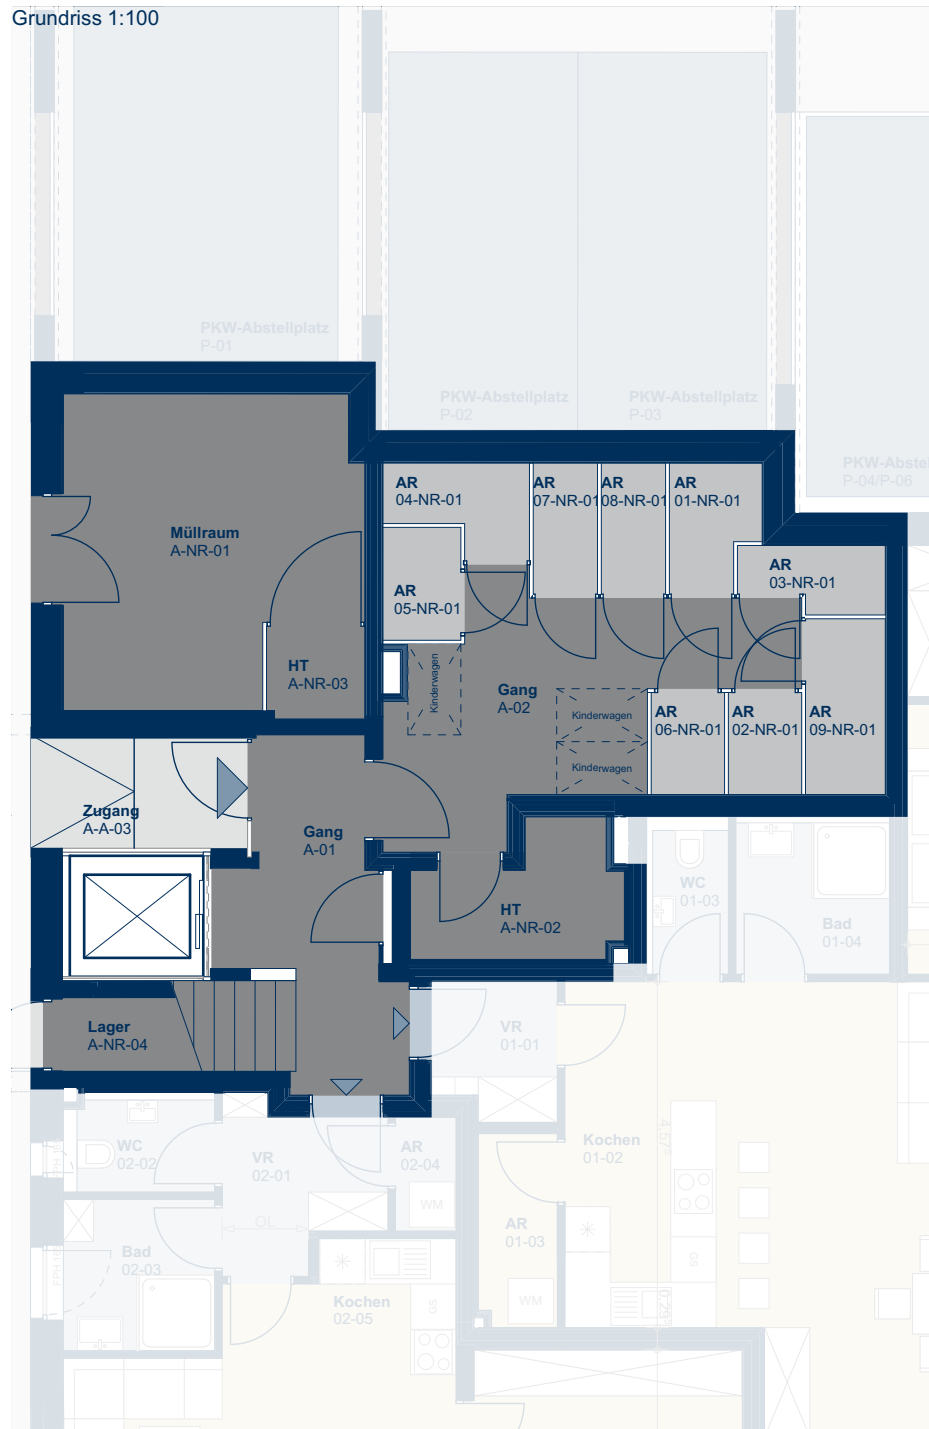 Grundriss 1:100
PKW-Abstellplatz
P-01
PKW-Abstellplatz
P-02
PKW-Abstellplatz
P-03
PKW-Abstel
P-04/P-06
AR
04-NR-01
AR
07-NR-01
AR
08-NR-01
AR
01-NR-01
Müllraum
A-NR-01
AR
03-NR-01
AR
05-NR-01
HT
A-NR-03
Kinderwagen
Gang
A-02
Kinderwagen
Kinderwagen
AR
06-NR-01
AR
02-NR-01
AR
09-NR-01
Zugang
A-A-03
Gang
A-01
HT
A-NR-02
WC
01-03
Bad
01-04
Lager
A-NR-04
VR
01-01
Kochen
01-02
WC
02-02
VR
02-01
AR
02-04
WM
AR
01-03
WM
GS
OL
Bad
02-03
Kochen
02-05
GS